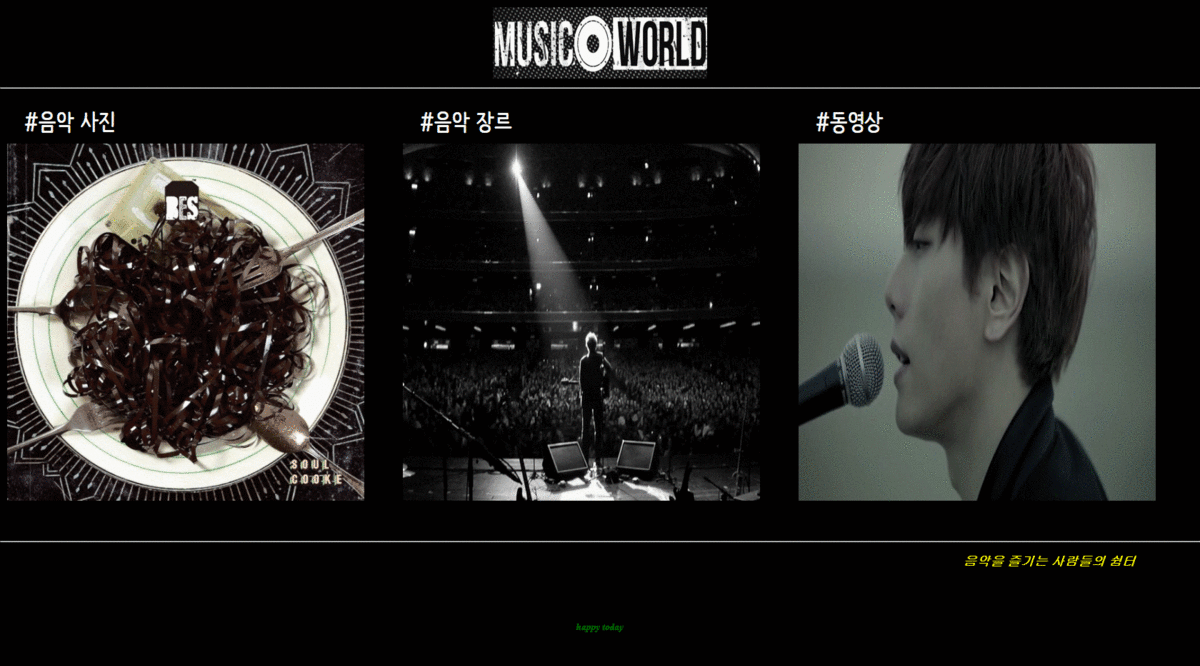 MUSIC WORLD
#음악 사진
#음악 장르
#동영상
BES
SOUL
COOKE
음악을 즐기는 사람들의 쉼터
happy today